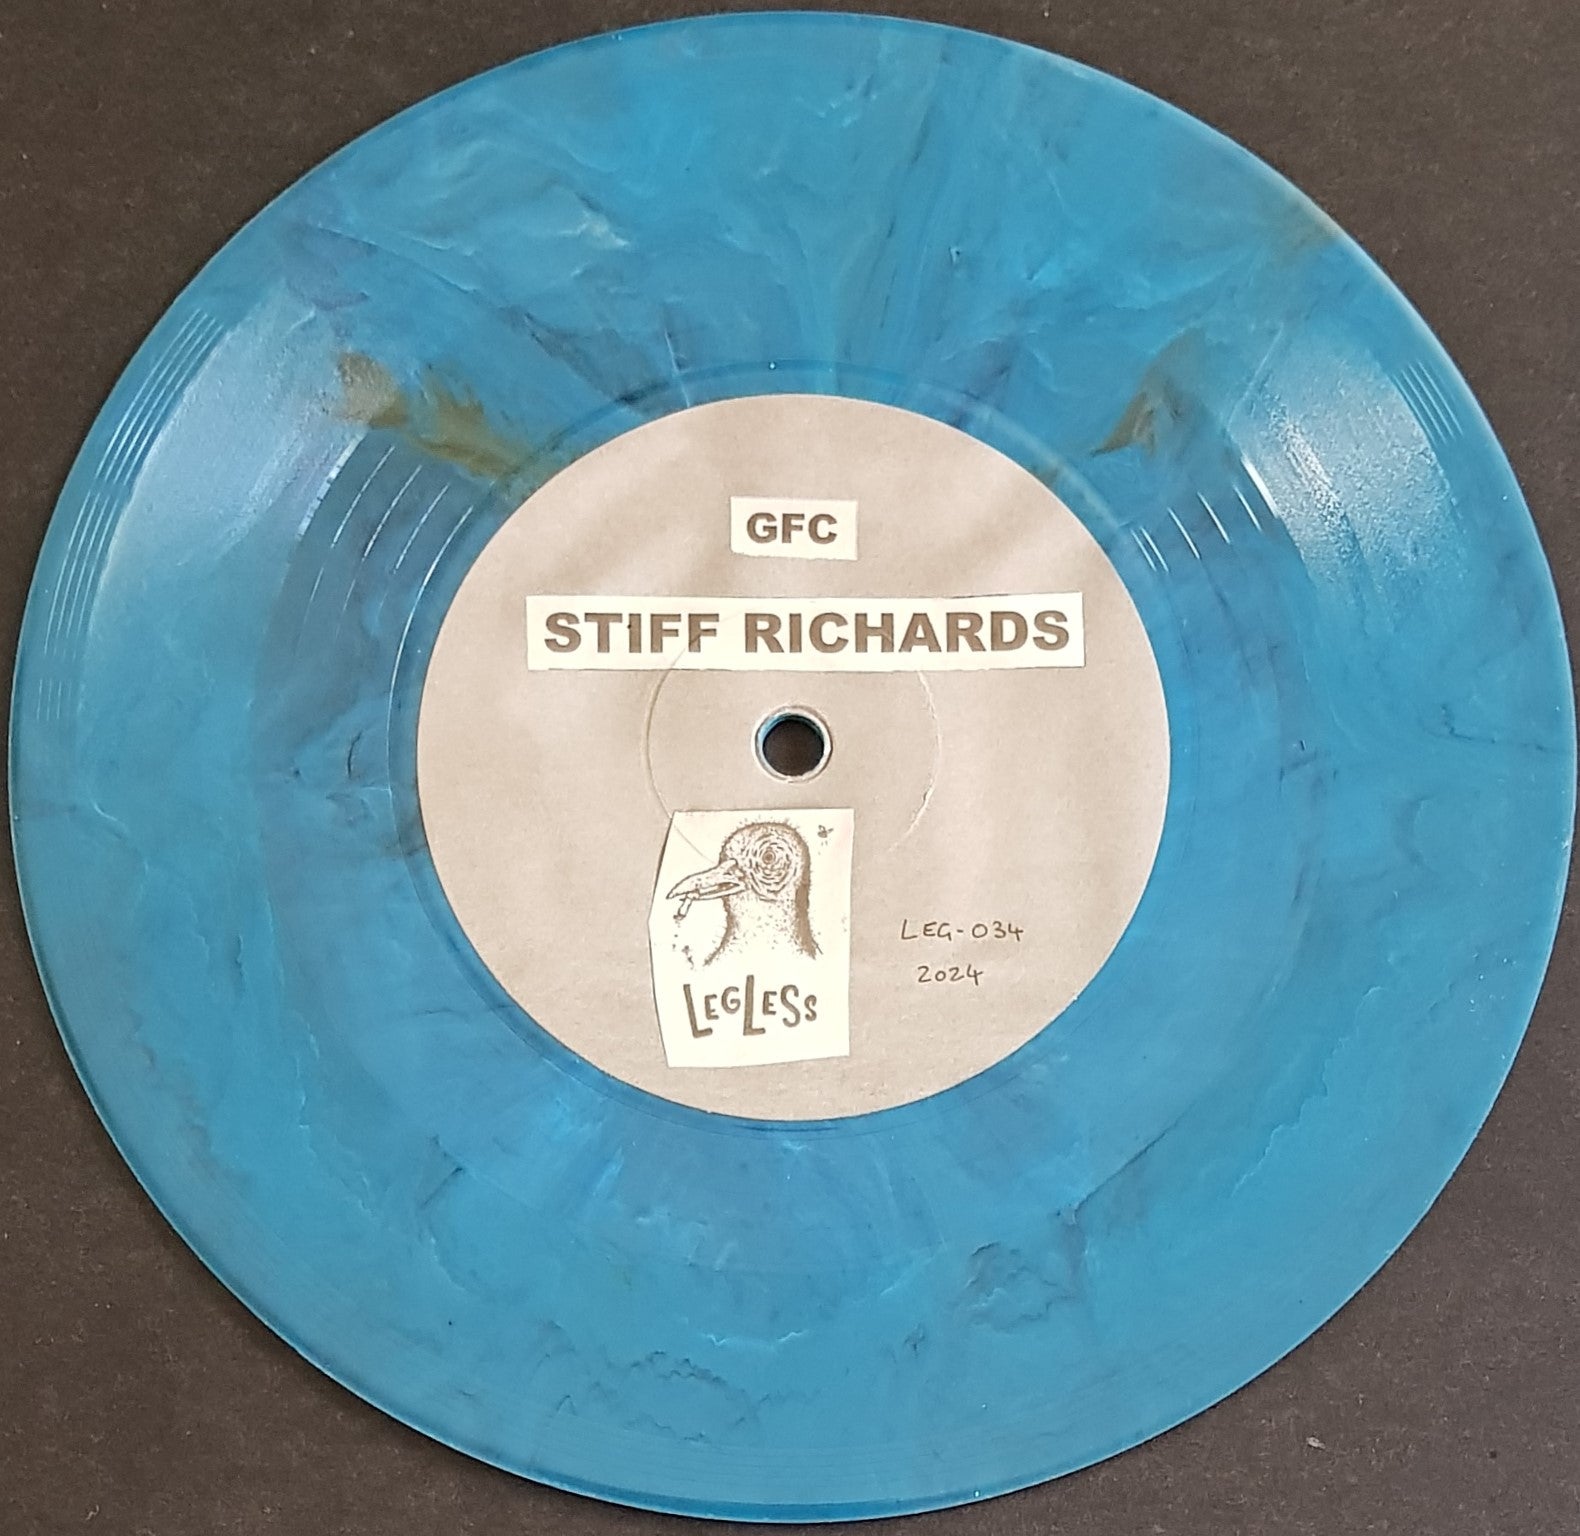 GFC
STIFF RICHARDS
LEGLESS
LEG-034
2024